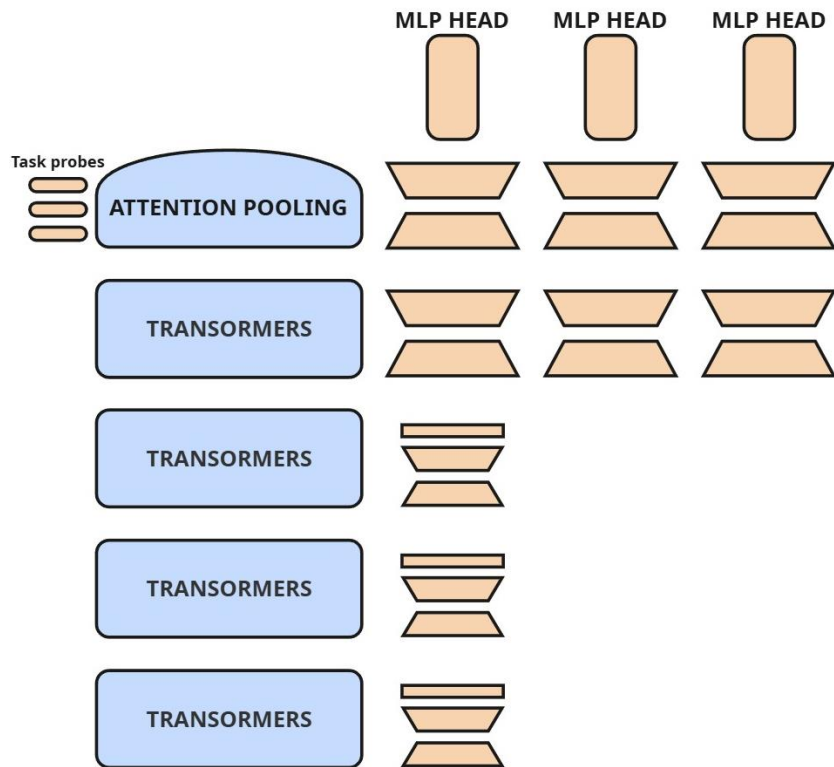 MLP HEAD MLP HEAD MLP HEAD
Task probes
ATTENTION POOLING
TRANSORMERS
TRANSORMERS
TRANSORMERS
TRANSORMERS